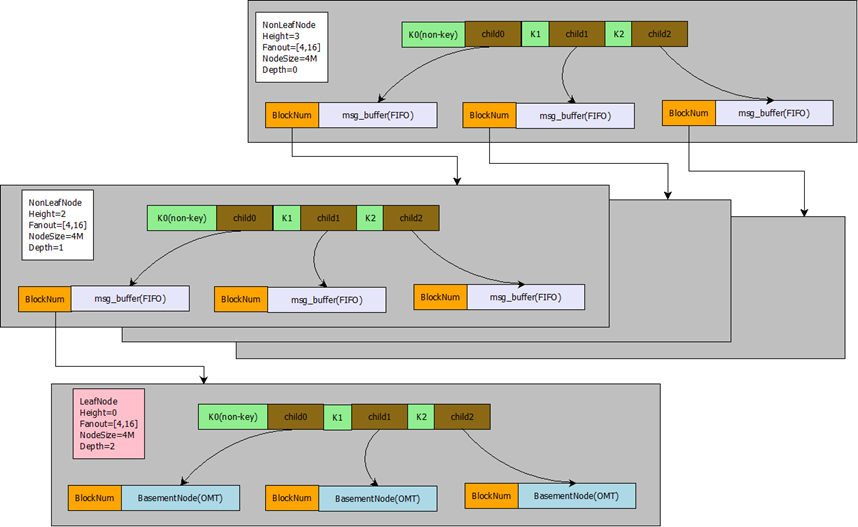 NonLeafNode
Height=3
Fanout=[4,16]
NodeSize=4M
Depth=0
K0(non-key) child0 K1 child1 K2 child2
BlockNum msg_buffer(FIFO) BlockNum msg_buffer(FIFO) BlockNum msg_buffer(FIFO)
NonLeafNode
Height=2
Fanout=[4,16]
NodeSize=4M
Depth=1
K0(non-key) child0 K1 child1 K2 child2
BlockNum msg_buffer(FIFO) BlockNum msg_buffer(FIFO) BlockNum msg_buffer(FIFO)
LeafNode
Height=0
Fanout=[4,16]
NodeSize=4M
Depth=2
K0(non-key) child0 K1 child1 K2 child2
BlockNum BasementNode(OMT) BlockNum BasementNode(OMT) BlockNum BasementNode(OMT)